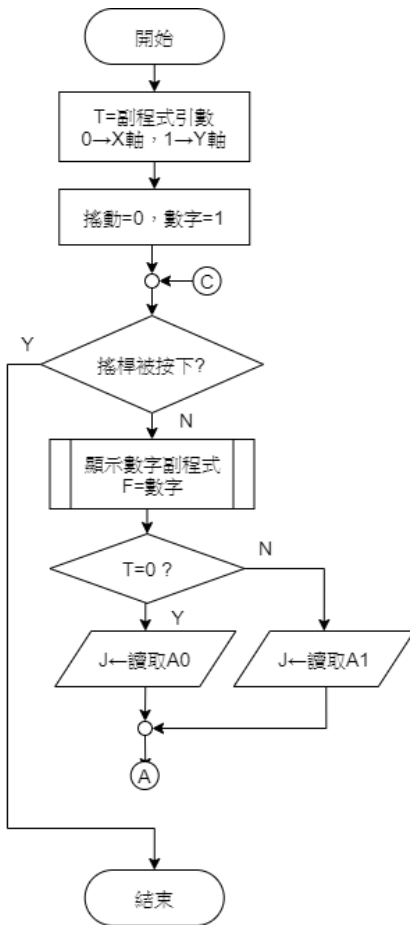 開始
T=副程式引數
0→X軸，1→Y軸
搖動=0，數字=1
C
搖桿被按下?
Y
N
顯示數字副程式
F=數字
T=0 ?
N
Y
J←讀取A0
J←讀取A1
A
結束